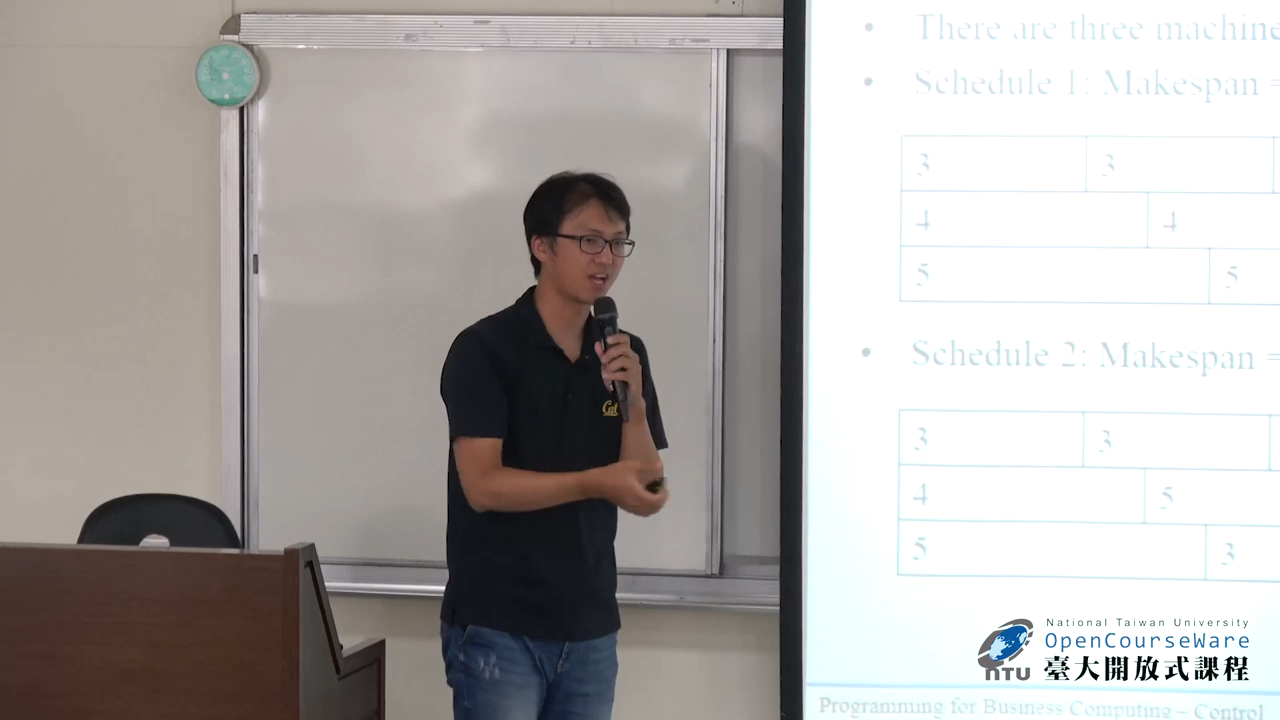 • There are three machine
• Schedule 1: Makespan =
3 3
4 4
5 5
• Schedule 2: Makespan =
3 3
4 5
5 3
Cal
National Taiwan University
OpenCourseWare
NTU 臺大開放式課程
Programming for Business Computing – Control